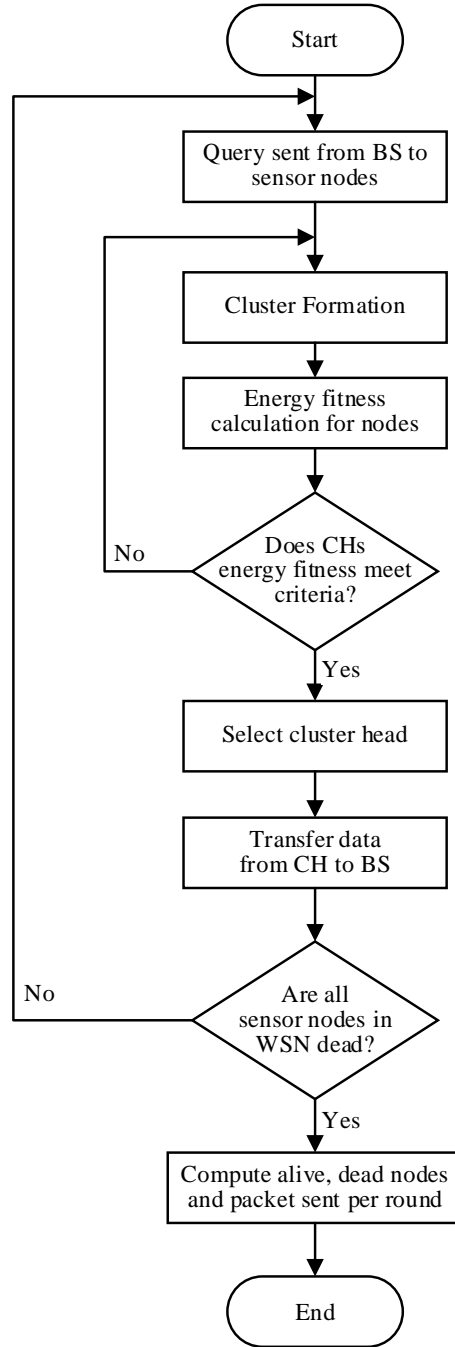 Start
Query sent from BS to
sensor nodes
Cluster Formation
Energy fitness
calculation for nodes
No
Does CHs
energy fitness meet
criteria?
Yes
Select cluster head
Transfer data
from CH to BS
No
Are all
sensor nodes in
WSN dead?
Yes
Compute alive, dead nodes
and packet sent per round
End